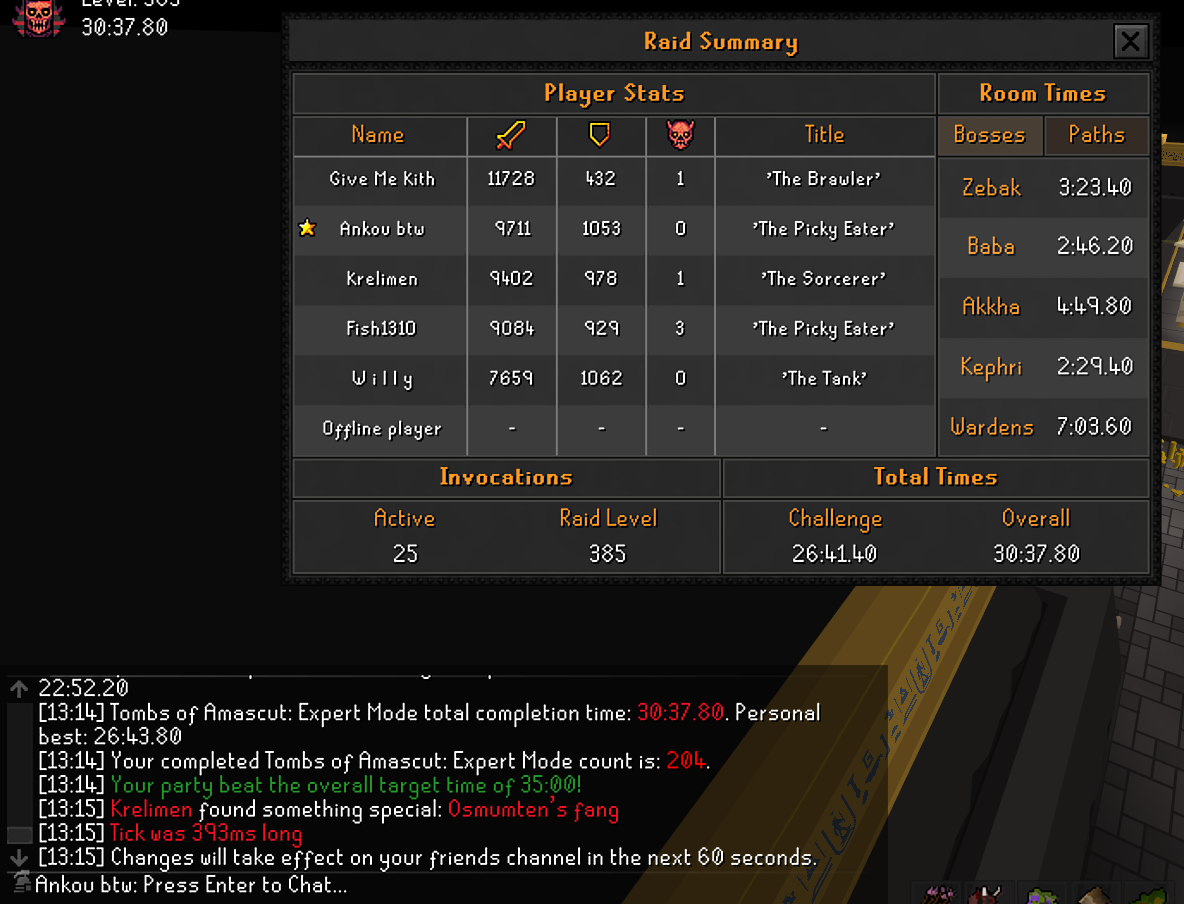 Level: 385
30:37.80
Raid Summary
Player Stats
Room Times
Name Title
Bosses Paths
Give Me Kith 11728 432 1 'The Brawler'
Ankou btw 9711 1053 0 'The Picky Eater'
Krelimen 9402 978 1 'The Sorcerer'
Fish1310 9084 929 3 'The Picky Eater'
W i l l y 7659 1062 0 'The Tank'
Offline player - - - -
Zebak 3:23.40
Baba 2:46.20
Akkha 4:49.80
Kephri 2:29.40
Wardens 7:03.60
Invocations
Active Raid Level
25 385
Total Times
Challenge Overall
26:41.40 30:37.80
22:52.20
[13:14] Tombs of Amascut: Expert Mode total completion time: 30:37.80. Personal
best: 26:43.80
[13:14] Your completed Tombs of Amascut: Expert Mode count is: 204.
[13:14] Your party beat the overall target time of 35:00!
[13:15] Krelimen found something special: Osmumten's fang
[13:15] Tick was 393ms long
[13:15] Changes will take effect on your friends channel in the next 60 seconds.
Ankou btw: Press Enter to Chat...